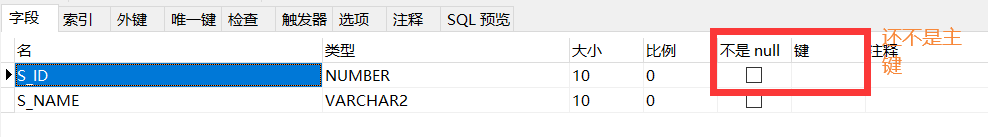 字段 索引 外键 唯一键 检查 触发器 选项 注释 SQL 预览
名 类型 大小 比例 不是 null 键 注释
S_ID NUMBER 10 0
S_NAME VARCHAR2 10 0
还不是主
键